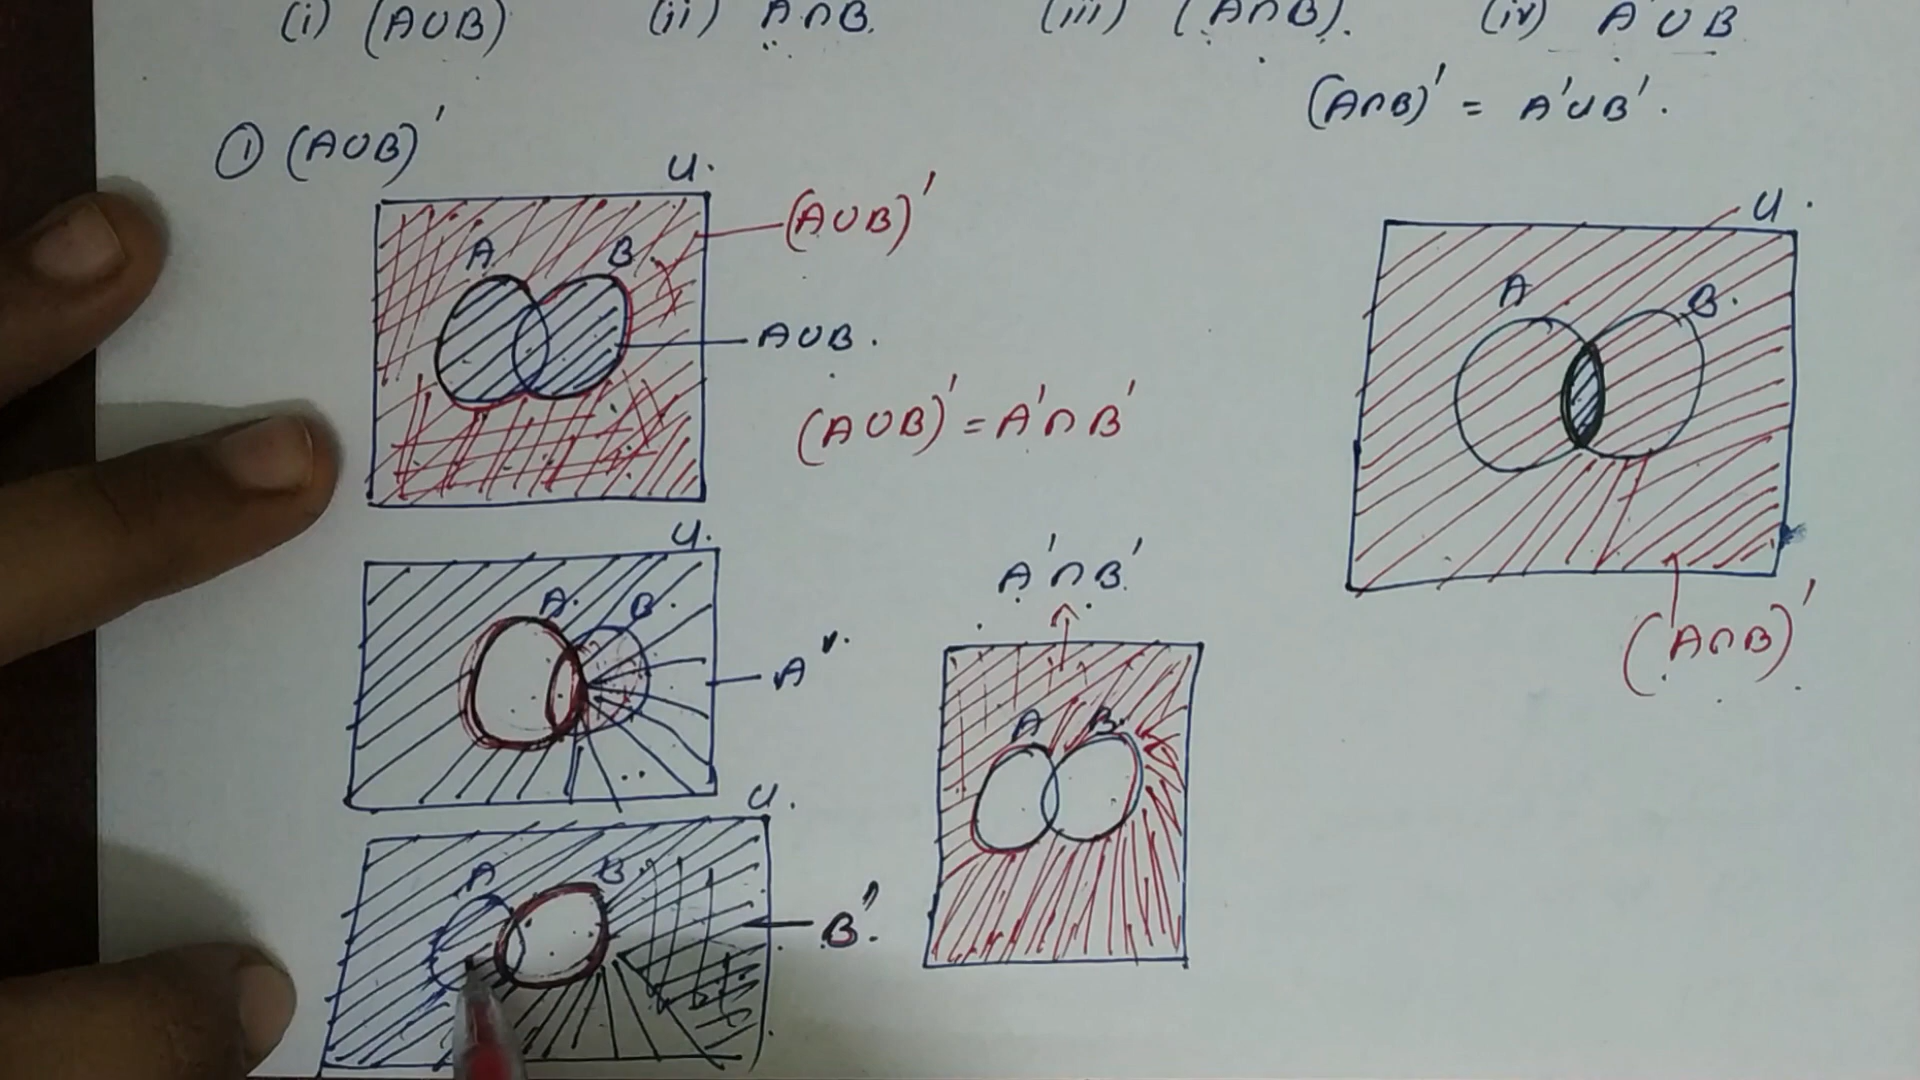 (i) (A∪B) (ii) A∩B. (iii) (A∩B). (iv) A∪B
(A∩B)' = A'∪B'.
① (A∪B)'
U.
(A∪B)'
A B.
A∪B.
(A∪B)' = A'∩B'
U.
A B.
(A∩B)'
U.
A. B.
A'.
A'∩B'
A B.
U.
A B.
B'.